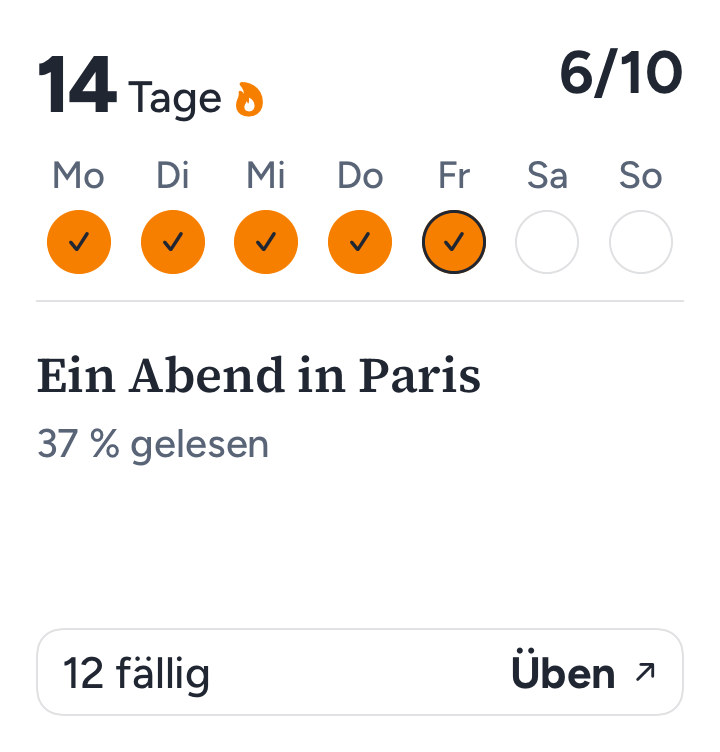 14 Tage 6/10
Mo Di Mi Do Fr Sa So
Ein Abend in Paris
37 % gelesen
12 fällig Üben